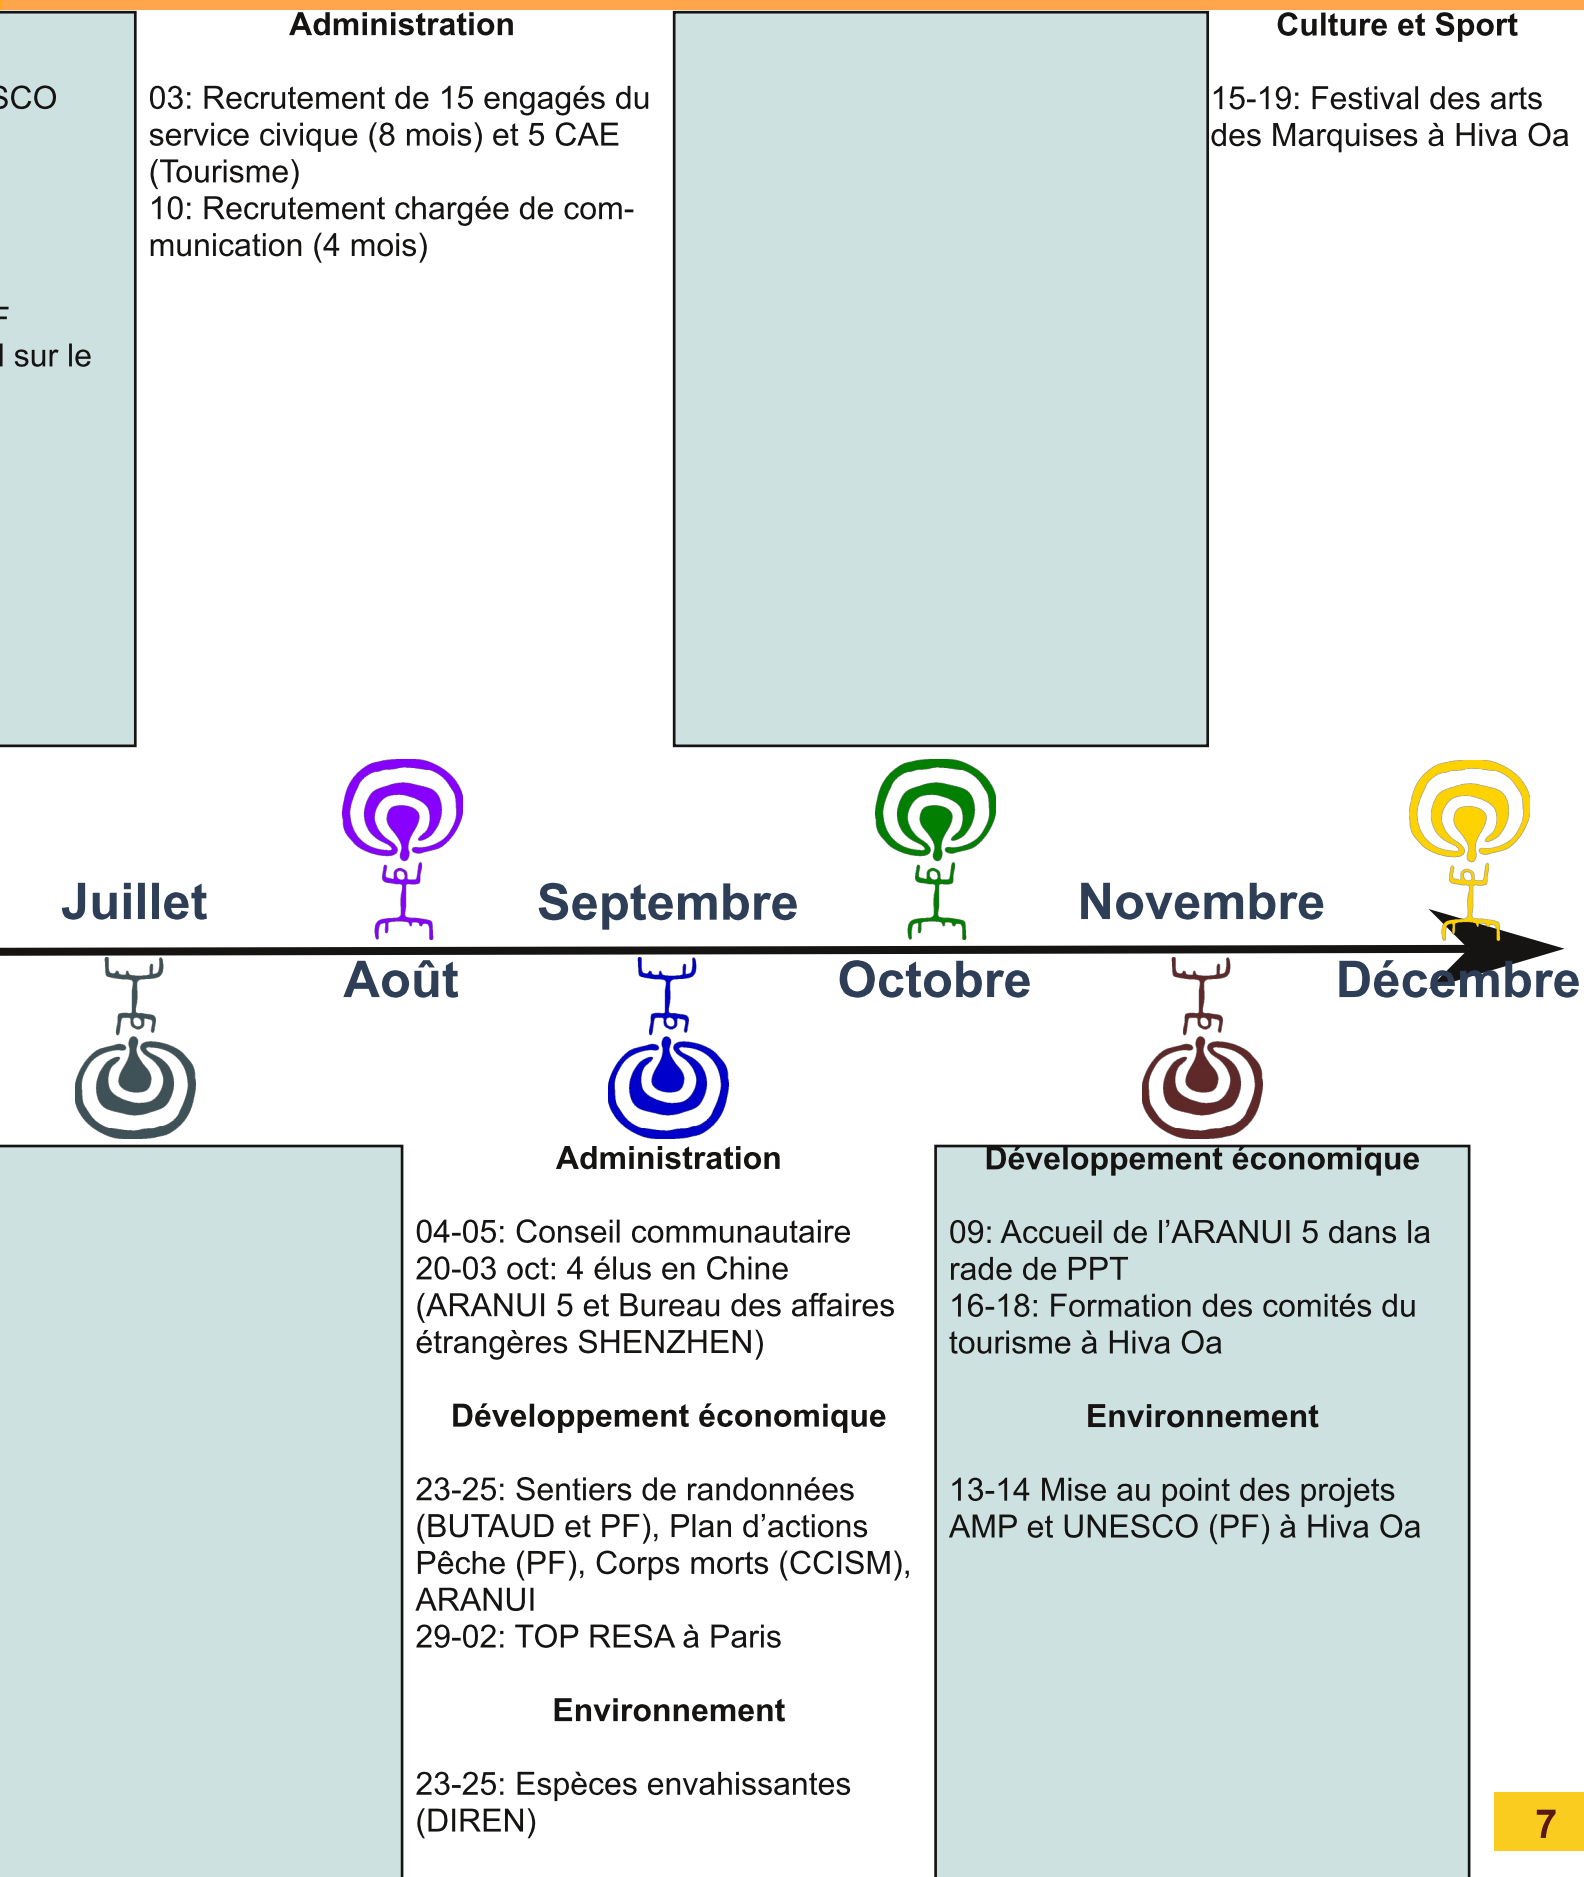 SCO
F
sur le
Administration
03: Recrutement de 15 engagés du
service civique (8 mois) et 5 CAE
(Tourisme)
10: Recrutement chargée de com-
munication (4 mois)
Culture et Sport
15-19: Festival des arts
des Marquises à Hiva Oa
Juillet
Août
Septembre
Octobre
Novembre
Décembre
Administration
04-05: Conseil communautaire
20-03 oct: 4 élus en Chine
(ARANUI 5 et Bureau des affaires
étrangères SHENZHEN)
Développement économique
23-25: Sentiers de randonnées
(BUTAUD et PF), Plan d’actions
Pêche (PF), Corps morts (CCISM),
ARANUI
29-02: TOP RESA à Paris
Environnement
23-25: Espèces envahissantes
(DIREN)
Développement économique
09: Accueil de l’ARANUI 5 dans la
rade de PPT
16-18: Formation des comités du
tourisme à Hiva Oa
Environnement
13-14 Mise au point des projets
AMP et UNESCO (PF) à Hiva Oa
7